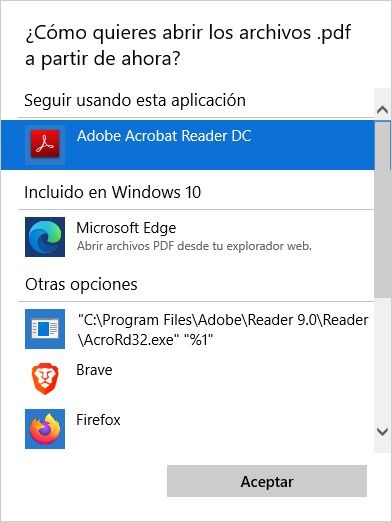 ¿Cómo quieres abrir los archivos .pdf
a partir de ahora?
Seguir usando esta aplicación
Adobe Acrobat Reader DC
Incluido en Windows 10
Microsoft Edge
Abrir archivos PDF desde tu explorador web.
Otras opciones
"C:\Program Files\Adobe\Reader 9.0\Reader
\AcroRd32.exe" "%1"
Brave
Firefox
Aceptar